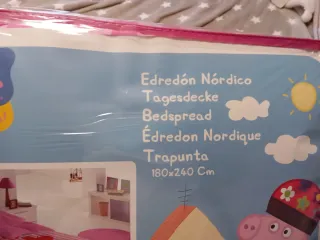 Edredón Nórdico
Tagesdecke
Bedspread
Édredon Nordique
Trapunta
180x240 Cm